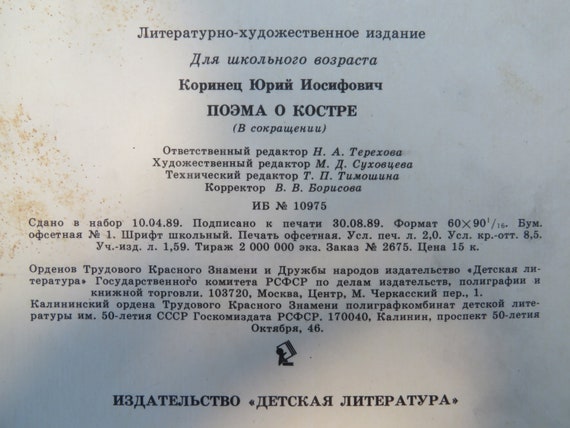 Литературно-художественное издание
Для школьного возраста
Коринец Юрий Иосифович
ПОЭМА О КОСТРЕ
(В сокращении)
Ответственный редактор Н. А. Терехова
Художественный редактор М. Д. Суховцева
Технический редактор Т. П. Тимошина
Корректор В. В. Борисова
ИБ № 10975
Сдано в набор 10.04.89. Подписано к печати 30.08.89. Формат 60×90¹/₁₆. Бум.
офсетная № 1. Шрифт школьный. Печать офсетная. Усл. печ. л. 2,0. Усл. кр.-отт. 8,5.
Уч.-изд. л. 1,59. Тираж 2 000 000 экз. Заказ № 2675. Цена 15 к.
Орденов Трудового Красного Знамени и Дружбы народов издательство «Детская ли-
тература» Государственного комитета РСФСР по делам издательств, полиграфии и
книжной торговли. 103720, Москва, Центр, М. Черкасский пер., 1.
Калининский ордена Трудового Красного Знамени полиграфкомбинат детской лите-
ратуры им. 50-летия СССР Госкомиздата РСФСР. 170040, Калинин, проспект 50-летия
Октября, 46.
ИЗДАТЕЛЬСТВО «ДЕТСКАЯ ЛИТЕРАТУРА»